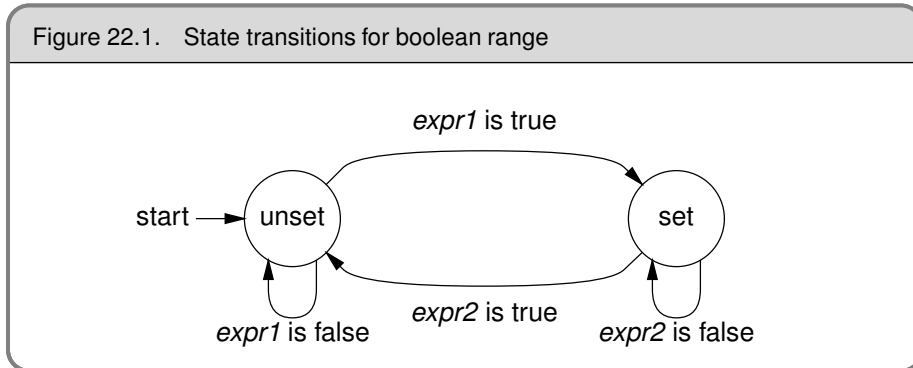 Figure 22.1. State transitions for boolean range
expr1 is true
start
unset
set
expr2 is true
expr1 is false
expr2 is false